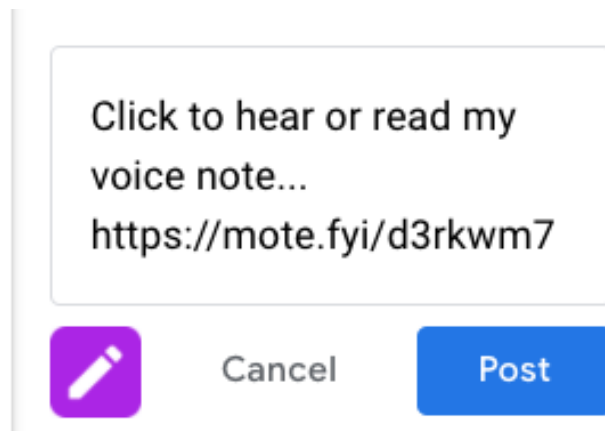 Click to hear or read my
voice note...
https://mote.fyi/d3rkwm7
Cancel
Post